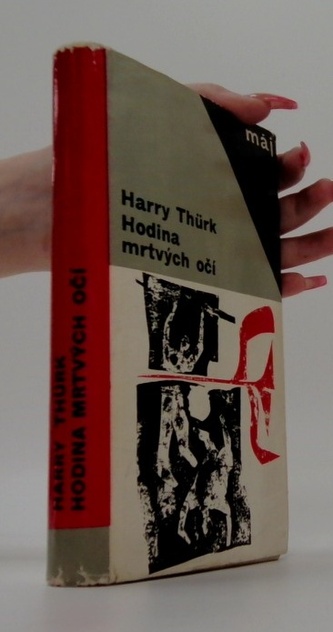 máj
Harry Thürk
Hodina
mrtvých očí
HARRY THÜRK
HODINA MRTVÝCH OČÍ